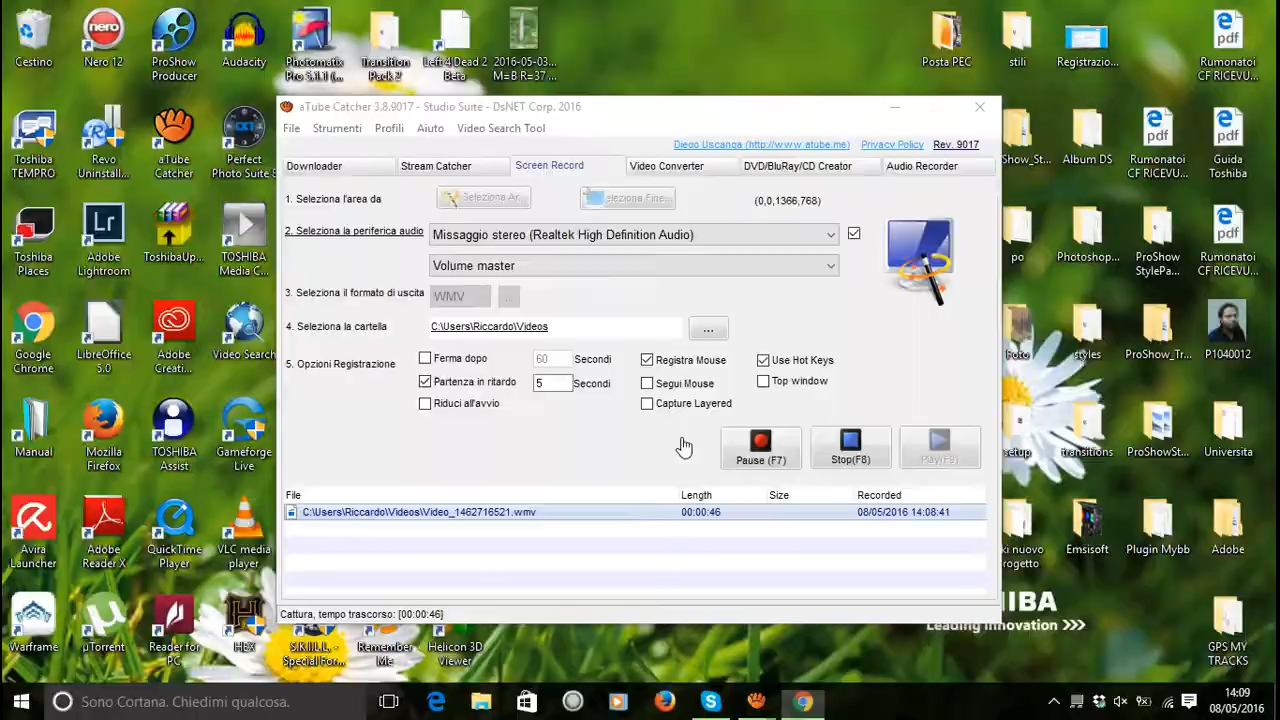 Cestino
Nero 12
ProShow
Producer
Audacity
Photomatix
Pro 5.1.1 (...
Transition
Pack 2
Left 4 Dead 2
Beta
2016-05-03...
M=B R=37 ...
Posta PEC
stili
Registrazio...
Rumonatoi
CF RICEVU...
aTube Catcher 3.8.9017 - Studio Suite - DsNET Corp. 2016
File Strumenti Profili Aiuto Video Search Tool
Diego Uscanga (http://www.atube.me) Privacy Policy Rev. 9017
Downloader Stream Catcher Screen Record Video Converter DVD/BluRay/CD Creator Audio Recorder
1. Seleziona l'area da
Seleziona Ar...
Seleziona Fine...
(0,0,1366,768)
2. Seleziona la periferica audio
Missaggio stereo (Realtek High Definition Audio)
Volume master
3. Seleziona il formato di uscita
WMV
...
4. Seleziona la cartella
C:\Users\Riccardo\Videos
...
5. Opzioni Registrazione
Ferma dopo 60 Secondi
Registra Mouse
Use Hot Keys
Partenza in ritardo 5 Secondi
Segui Mouse
Top window
Riduci all'avvio
Capture Layered
Pause (F7)
Stop(F8)
Play(F9)
File Length Size Recorded
C:\Users\Riccardo\Videos\Video_1462716521.wmv 00:00:46 08/05/2016 14:08:41
Cattura, tempo trascorso: [00:00:46]
Toshiba
TEMPRO
Revo
Uninstall...
aTube
Catcher
Perfect
Photo Suite 8
Show_St...
Album DS
Rumonatoi
CF RICEVU...
Guida
Toshiba
Toshiba
Places
Adobe
Lightroom
ToshibaUp...
TOSHIBA
Media C...
po
Photoshop...
ProShow
StylePa...
Rumonatoi
CF RICEVU...
Google
Chrome
LibreOffice
5.0
Adobe
Creati...
Video Search
Foto
styles
ProShow_Tr...
P1040012
Manual
Mozilla
Firefox
TOSHIBA
Assist
Gameforge
Live
setup
transitions
ProShowSt...
Universita
Avira
Launcher
Adobe
Reader X
QuickTime
Player
VLC media
player
ki nuovo
progetto
Emsisoft
Plugin Mybb
Adobe
Warframe
µTorrent
Reader for
PC
HEX
S.K.I.L.L. -
Special For...
Remember
Me
Helicon 3D
Viewer
HIBA
Leading Innovation >>>
GPS MY
TRACKS
Sono Cortana. Chiedimi qualcosa.
14:09
08/05/2016